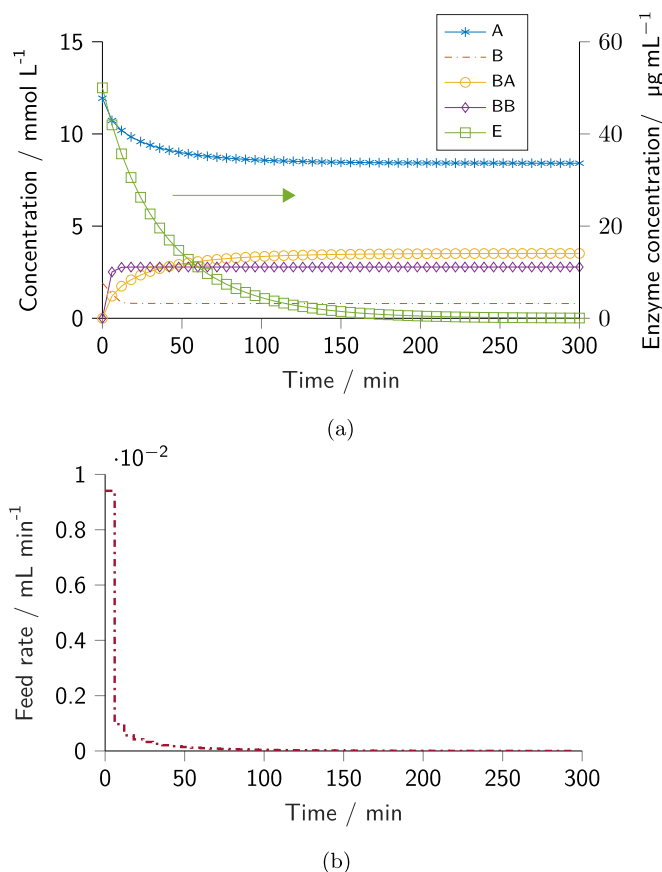 15
10
5
0
Concentration / mmol L⁻¹
60
40
20
0
Enzyme concentration / μg mL⁻¹
A
B
BA
BB
E
0 50 100 150 200 250 300
Time / min
(a)
·10⁻²
1
0.8
0.6
0.4
0.2
0
Feed rate / mL min⁻¹
0 50 100 150 200 250 300
Time / min
(b)